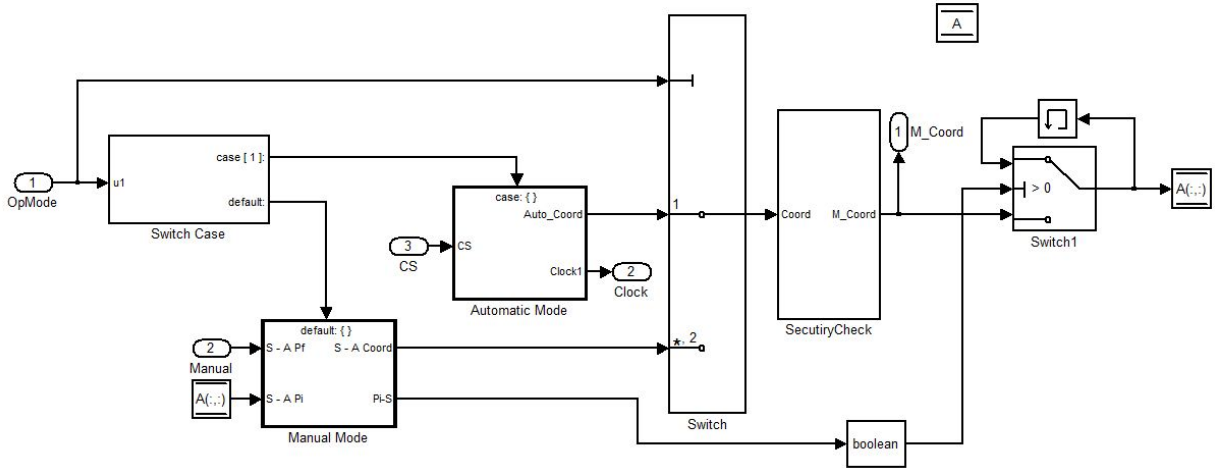 A
1
OpMode
u1
case [ 1 ]:
default:
Switch Case
case: { }
Auto_Coord
CS
Clock1
Automatic Mode
3
CS
2
Clock
default: { }
S - A Pf
S - A Coord
S - A Pi
Pi-S
Manual Mode
2
Manual
A(:,:)
1
*, 2
Switch
Coord
M_Coord
SecutiryCheck
1
M_Coord
boolean
> 0
Switch1
A(:,:)